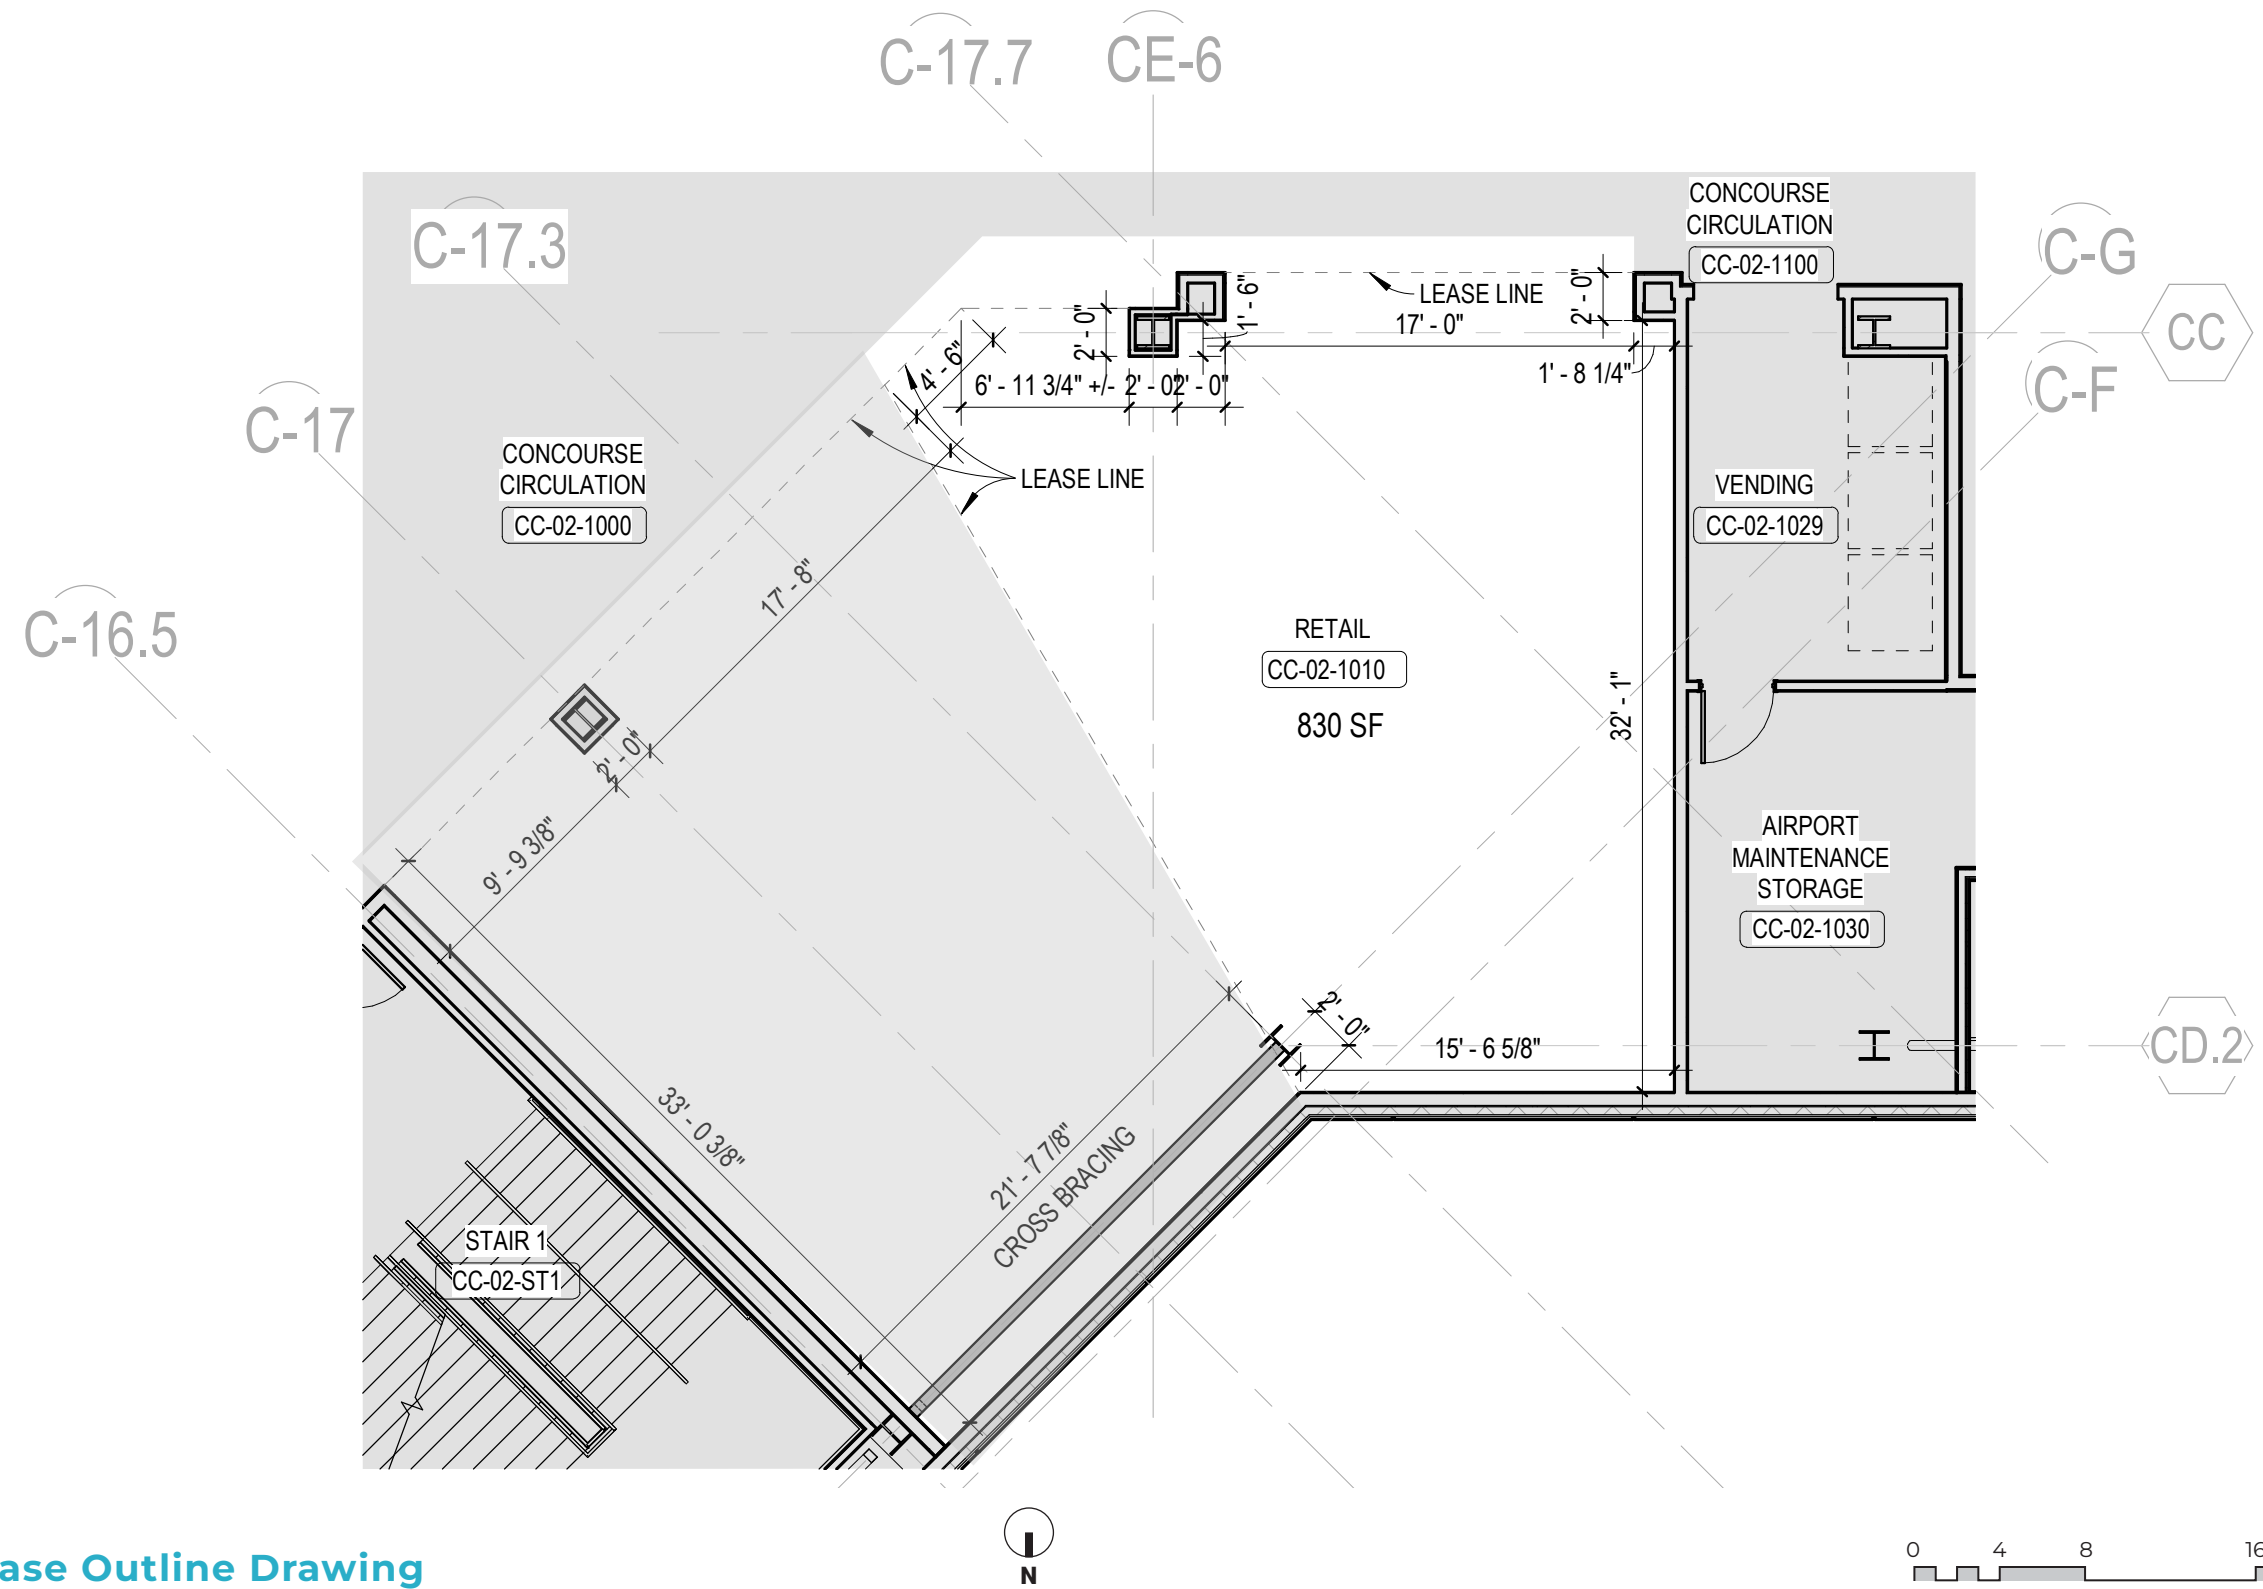 C-17.7
CE-6
CONCOURSE
CIRCULATION
CC-02-1100
C-17.3
C-G
LEASE LINE
17' - 0"
2' - 0"
1' - 6"
2' - 0"
CC
4' - 6"
6' - 11 3/4" +/-
2' - 0"
2' - 0"
1' - 8 1/4"
C-F
C-17
CONCOURSE
CIRCULATION
CC-02-1000
LEASE LINE
VENDING
CC-02-1029
17' - 8"
C-16.5
RETAIL
CC-02-1010
830 SF
32' - 1"
2' - 0"
9' - 9 3/8"
AIRPORT
MAINTENANCE
STORAGE
CC-02-1030
2' - 0"
15' - 6 5/8"
CD.2
33' - 0 3/8"
21' - 7 7/8"
CROSS BRACING
STAIR 1
CC-02-ST1
N
0 4 8 16
ase Outline Drawing